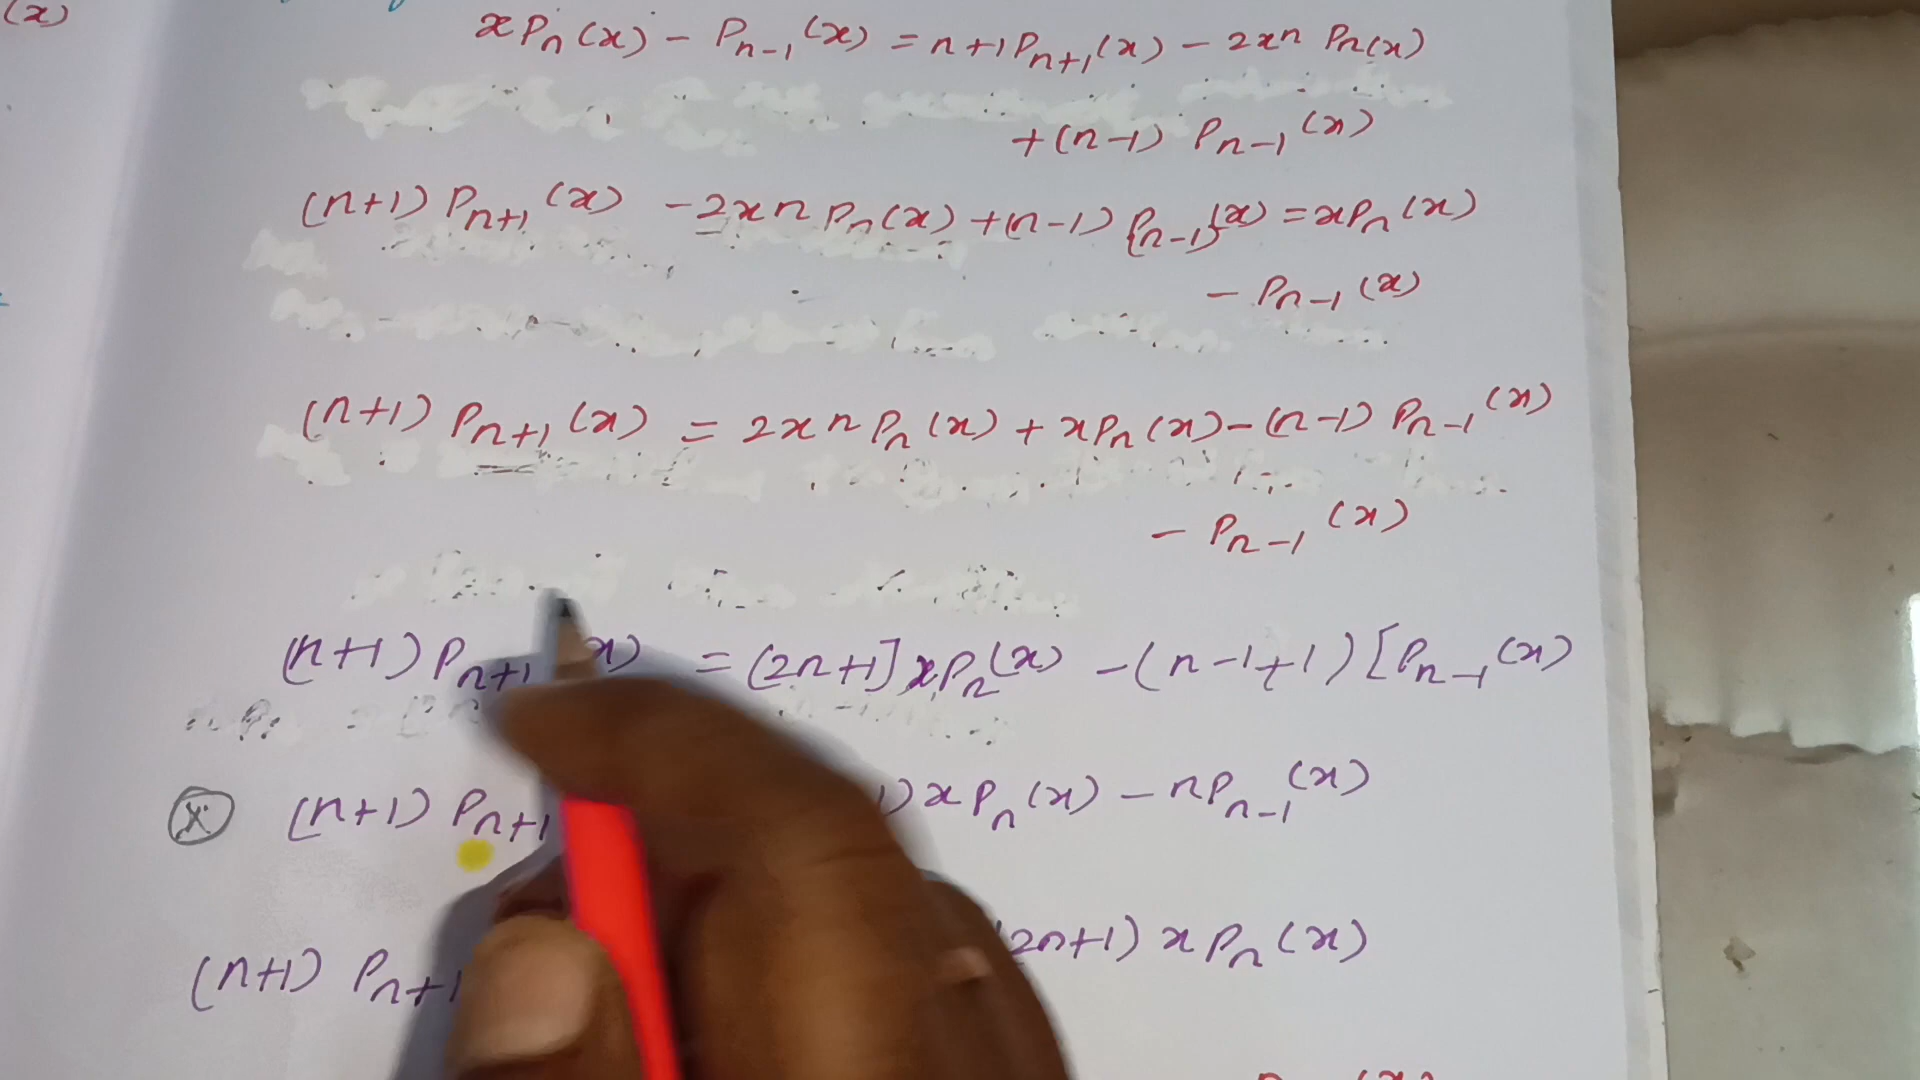 (x)
xPn(x) - Pn-1(x) = n+1Pn+1(x) - 2xn Pn(x)
+(n-1) Pn-1(x)
(n+1) Pn+1(x) - 2xn Pn(x) +(n-1) Pn-1(x) = xPn(x)
- Pn-1(x)
(n+1) Pn+1(x) = 2xn Pn(x) + xPn(x) - (n-1) Pn-1(x)
- Pn-1(x)
(n+1) Pn+1(x) = (2n+1] xPn(x) - (n-1+1) [Pn-1(x)
(n+1) Pn+1 1) xPn(x) - nPn-1(x)
(n+1) Pn+1 (2n+1) xPn(x)